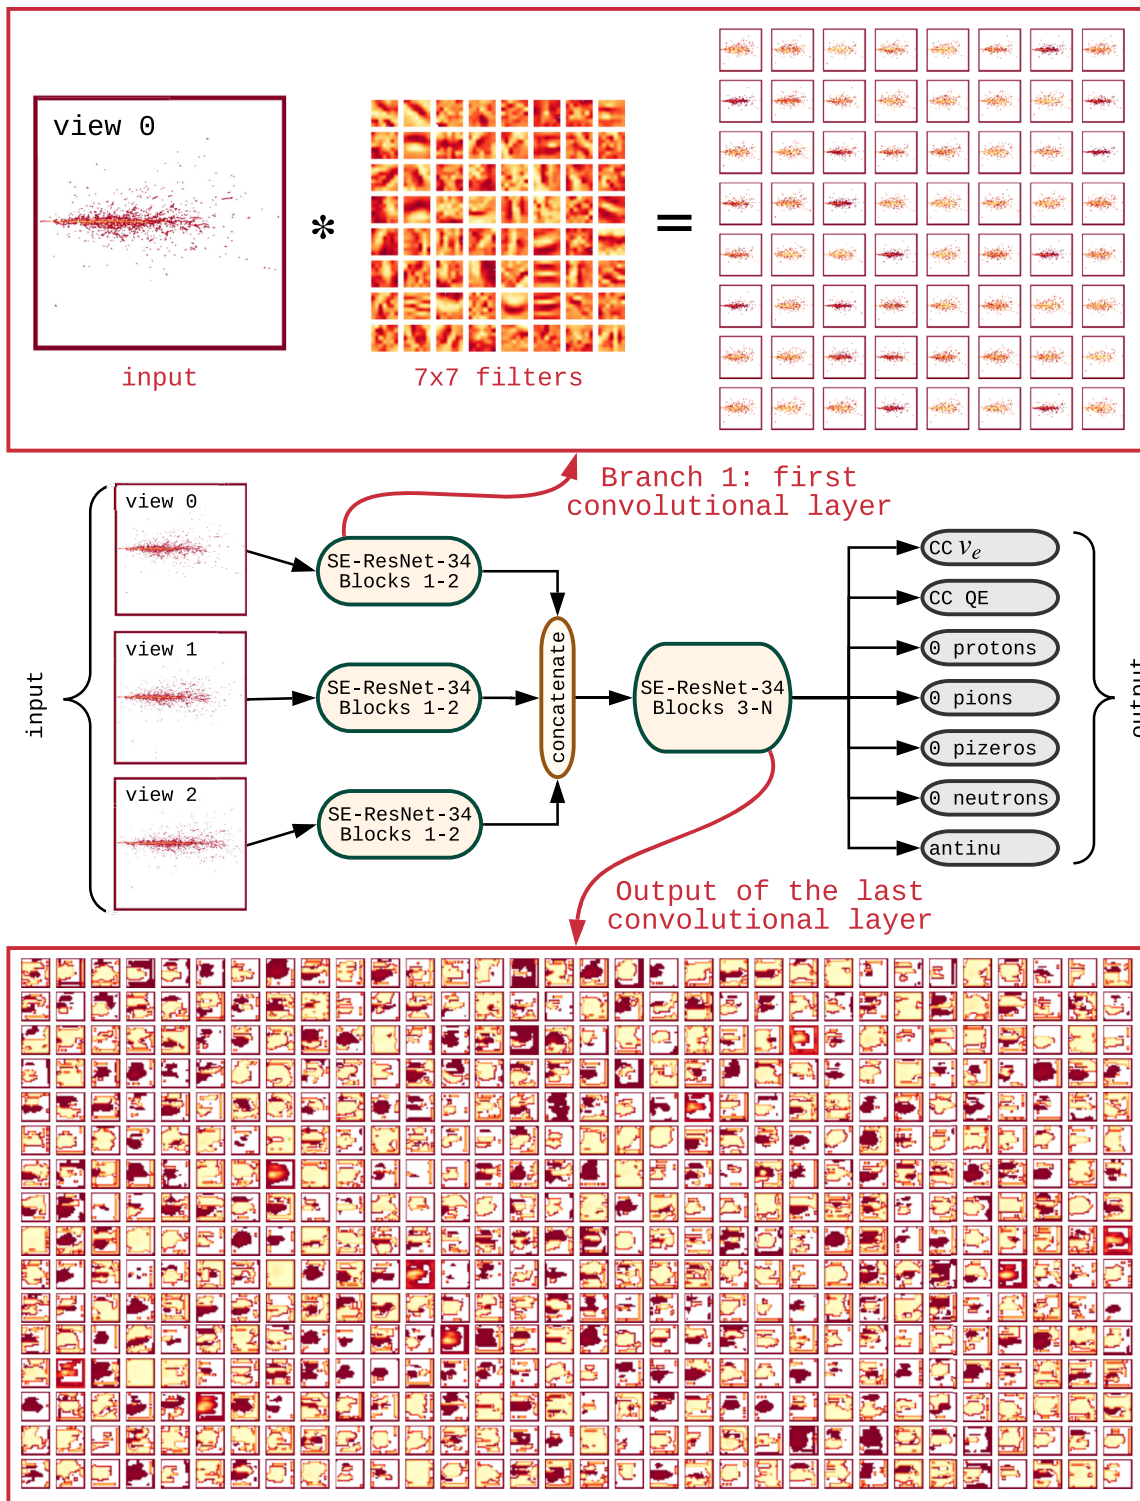 view 0
*
=
input
7x7 filters
Branch 1: first
convolutional layer
input
view 0
view 1
view 2
SE-ResNet-34
Blocks 1-2
SE-ResNet-34
Blocks 1-2
SE-ResNet-34
Blocks 1-2
concatenate
SE-ResNet-34
Blocks 3-N
CC νe
CC QE
0 protons
0 pions
0 pizeros
0 neutrons
antinu
output
Output of the last
convolutional layer